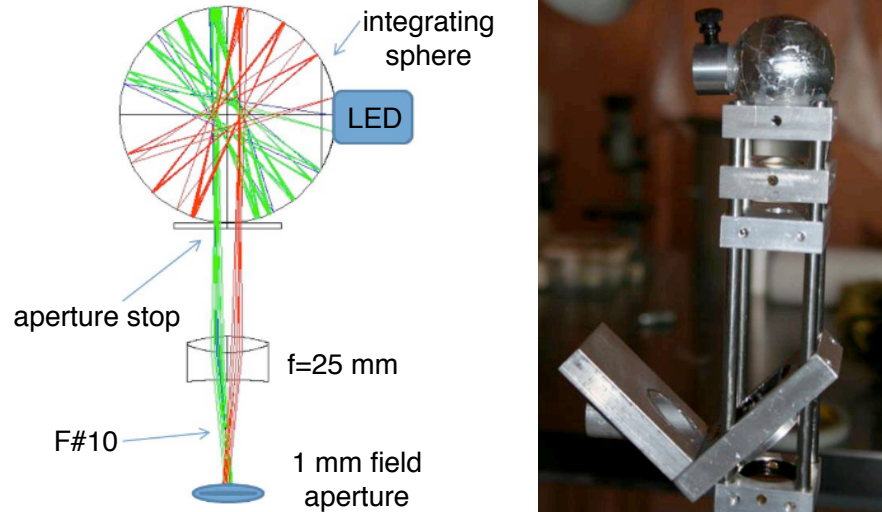 integrating
sphere
LED
aperture stop
f=25 mm
F#10
1 mm field
aperture